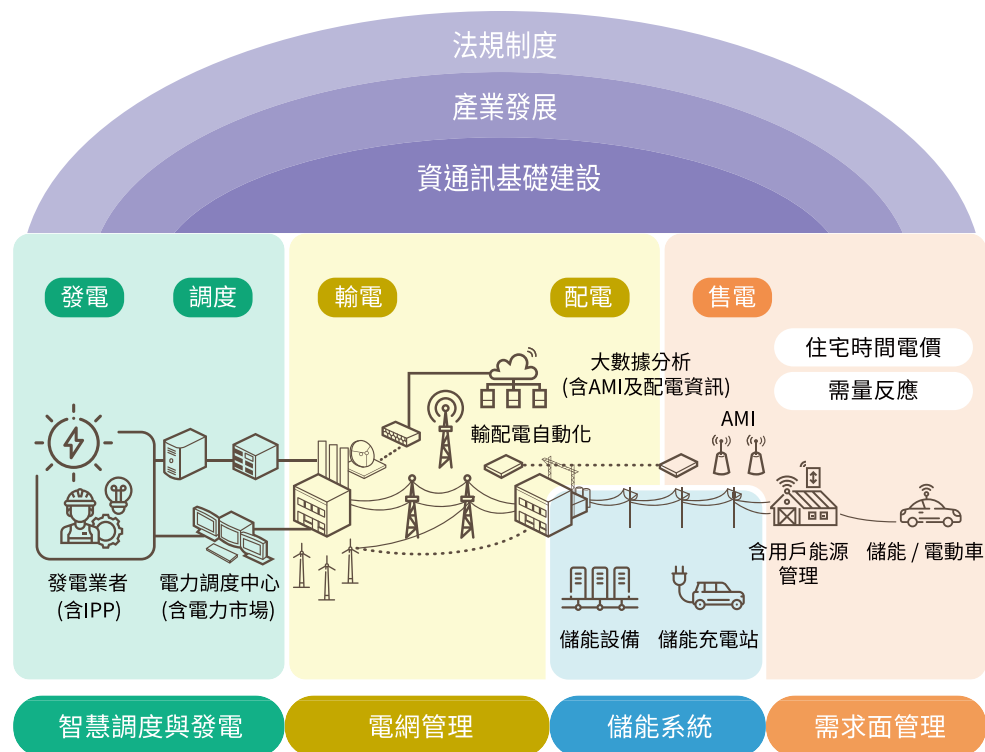 法規制度
產業發展
資通訊基礎建設
發電
調度
輸電
配電
售電
住宅時間電價
需量反應
大數據分析
(含AMI及配電資訊)
輸配電自動化
AMI
發電業者
(含IPP)
電力調度中心
(含電力市場)
含用戶能源
管理
儲能 / 電動車
儲能設備
儲能充電站
智慧調度與發電
電網管理
儲能系統
需求面管理